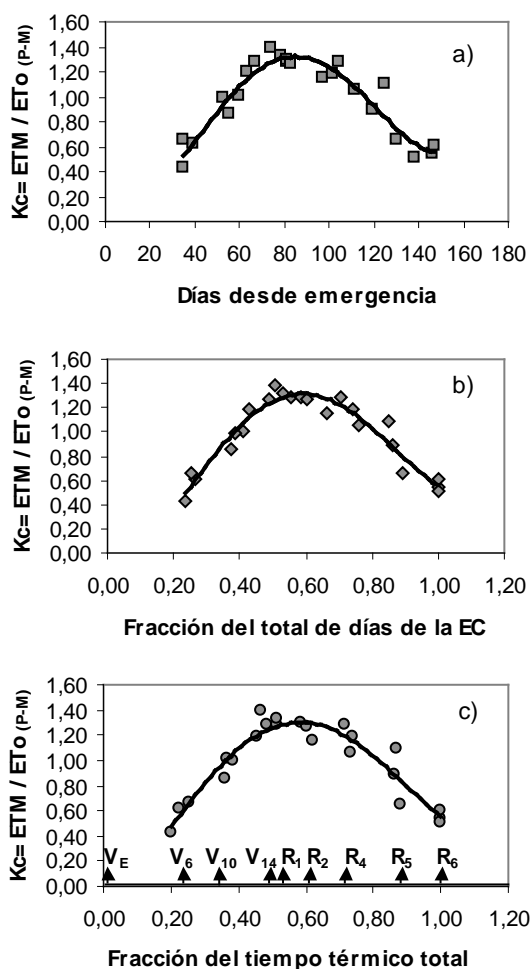 a)
Kc= ETM / ETo (P-M)
1,60
1,40
1,20
1,00
0,80
0,60
0,40
0,20
0,00
0 20 40 60 80 100 120 140 160 180
Días desde emergencia
b)
Kc= ETM / ETo (P-M)
1,60
1,40
1,20
1,00
0,80
0,60
0,40
0,20
0,00
0,00 0,20 0,40 0,60 0,80 1,00 1,20
Fracción del total de días de la EC
c)
Kc= ETM / ETo (P-M)
1,60
1,40
1,20
1,00
0,80
0,60
0,40
0,20
0,00
VE V6 V10 V14 R1 R2 R4 R5 R6
0,00 0,20 0,40 0,60 0,80 1,00 1,20
Fracción del tiempo térmico total